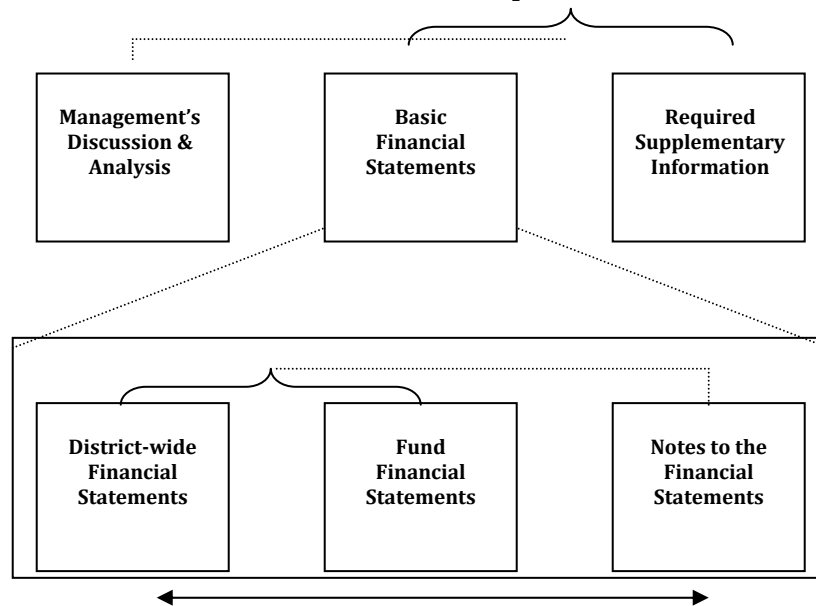 Management’s
Discussion &
Analysis
Basic
Financial
Statements
Required
Supplementary
Information
District-wide
Financial
Statements
Fund
Financial
Statements
Notes to the
Financial
Statements